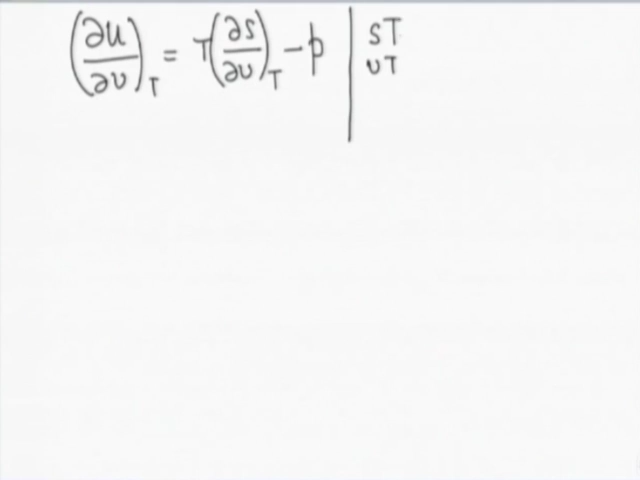 (∂u/∂v)_T = T(∂s/∂v)_T − p | ST
vT